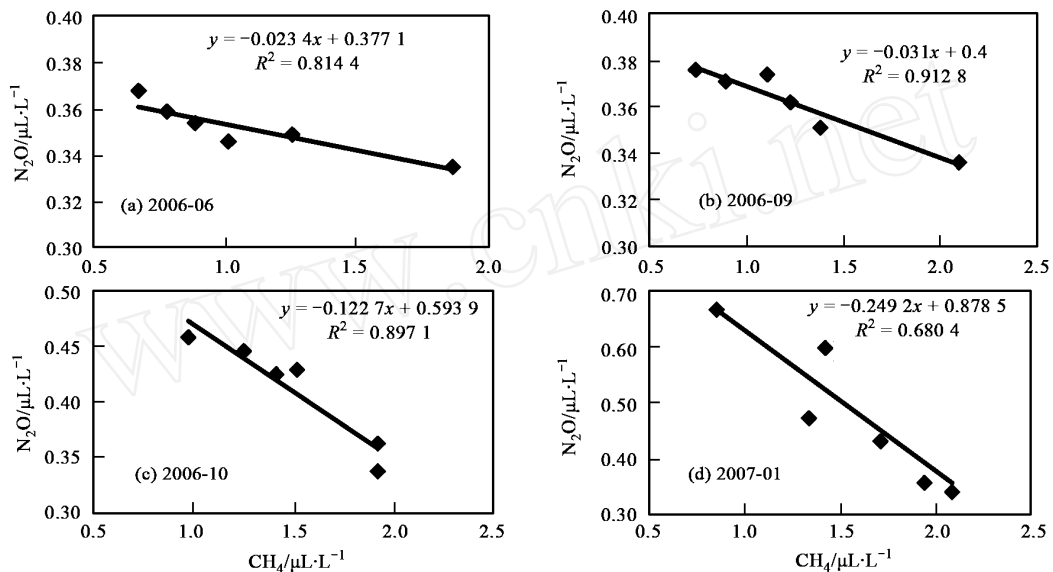 0.40
0.38
0.36
0.34
0.32
0.30
N₂O/μL·L⁻¹
y = −0.023 4x + 0.377 1
R² = 0.814 4
(a) 2006-06
0.5 1.0 1.5 2.0
0.40
0.38
0.36
0.34
0.32
0.30
N₂O/μL·L⁻¹
y = −0.031x + 0.4
R² = 0.912 8
(b) 2006-09
0.5 1.0 1.5 2.0 2.5
0.50
0.45
0.40
0.35
0.30
N₂O/μL·L⁻¹
y = −0.122 7x + 0.593 9
R² = 0.897 1
(c) 2006-10
0.5 1.0 1.5 2.0 2.5
CH₄/μL·L⁻¹
0.70
0.60
0.50
0.40
0.30
N₂O/μL·L⁻¹
y = −0.249 2x + 0.878 5
R² = 0.680 4
(d) 2007-01
0.5 1.0 1.5 2.0 2.5
CH₄/μL·L⁻¹
www.cnki.net